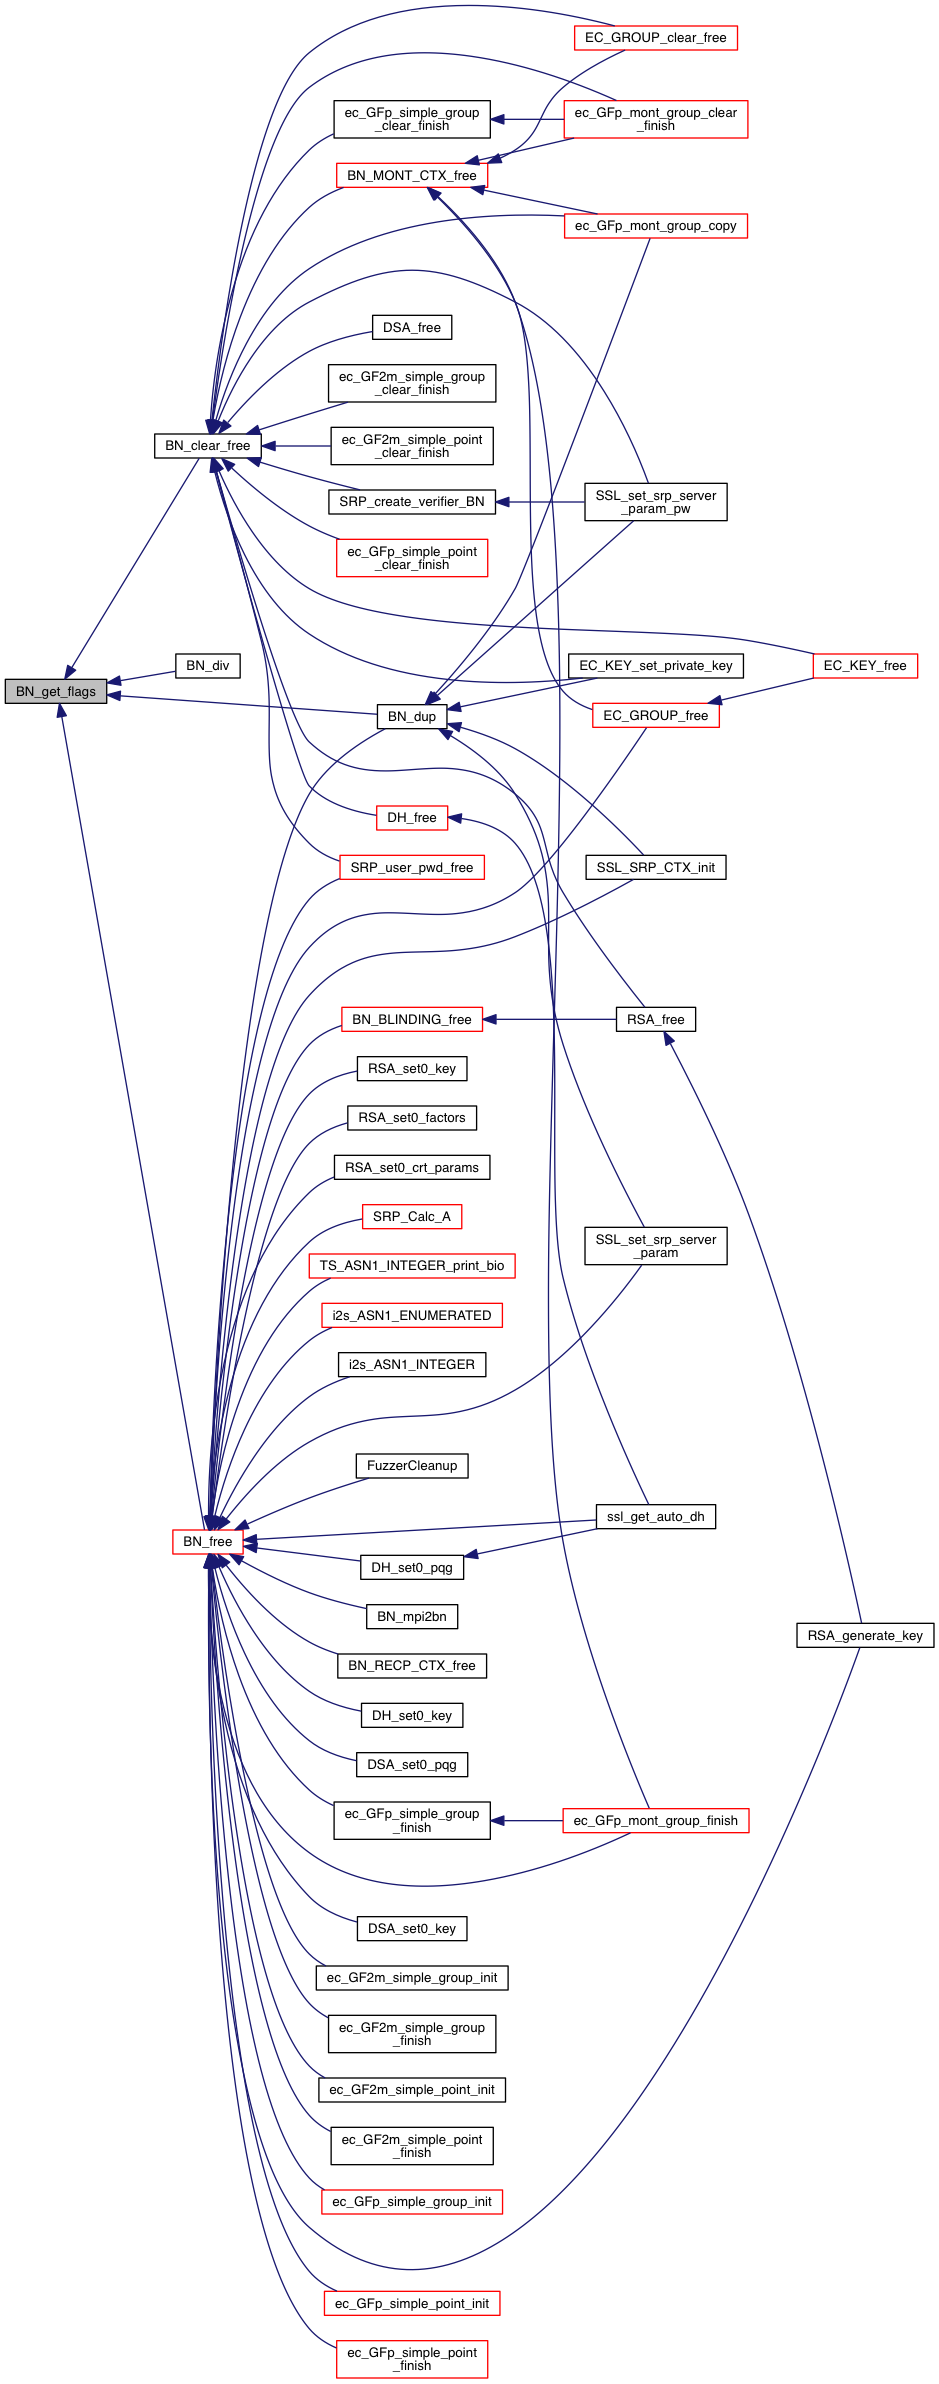 EC_GROUP_clear_free
ec_GFp_simple_group
_clear_finish
ec_GFp_mont_group_clear
_finish
BN_MONT_CTX_free
ec_GFp_mont_group_copy
DSA_free
ec_GF2m_simple_group
_clear_finish
BN_clear_free
ec_GF2m_simple_point
_clear_finish
SRP_create_verifier_BN
SSL_set_srp_server
_param_pw
ec_GFp_simple_point
_clear_finish
BN_div
EC_KEY_set_private_key
EC_KEY_free
BN_get_flags
BN_dup
EC_GROUP_free
DH_free
SRP_user_pwd_free
SSL_SRP_CTX_init
BN_BLINDING_free
RSA_free
RSA_set0_key
RSA_set0_factors
RSA_set0_crt_params
SRP_Calc_A
SSL_set_srp_server
_param
TS_ASN1_INTEGER_print_bio
i2s_ASN1_ENUMERATED
i2s_ASN1_INTEGER
FuzzerCleanup
ssl_get_auto_dh
BN_free
DH_set0_pqg
BN_mpi2bn
RSA_generate_key
BN_RECP_CTX_free
DH_set0_key
DSA_set0_pqg
ec_GFp_simple_group
_finish
ec_GFp_mont_group_finish
DSA_set0_key
ec_GF2m_simple_group_init
ec_GF2m_simple_group
_finish
ec_GF2m_simple_point_init
ec_GF2m_simple_point
_finish
ec_GFp_simple_group_init
ec_GFp_simple_point_init
ec_GFp_simple_point
_finish